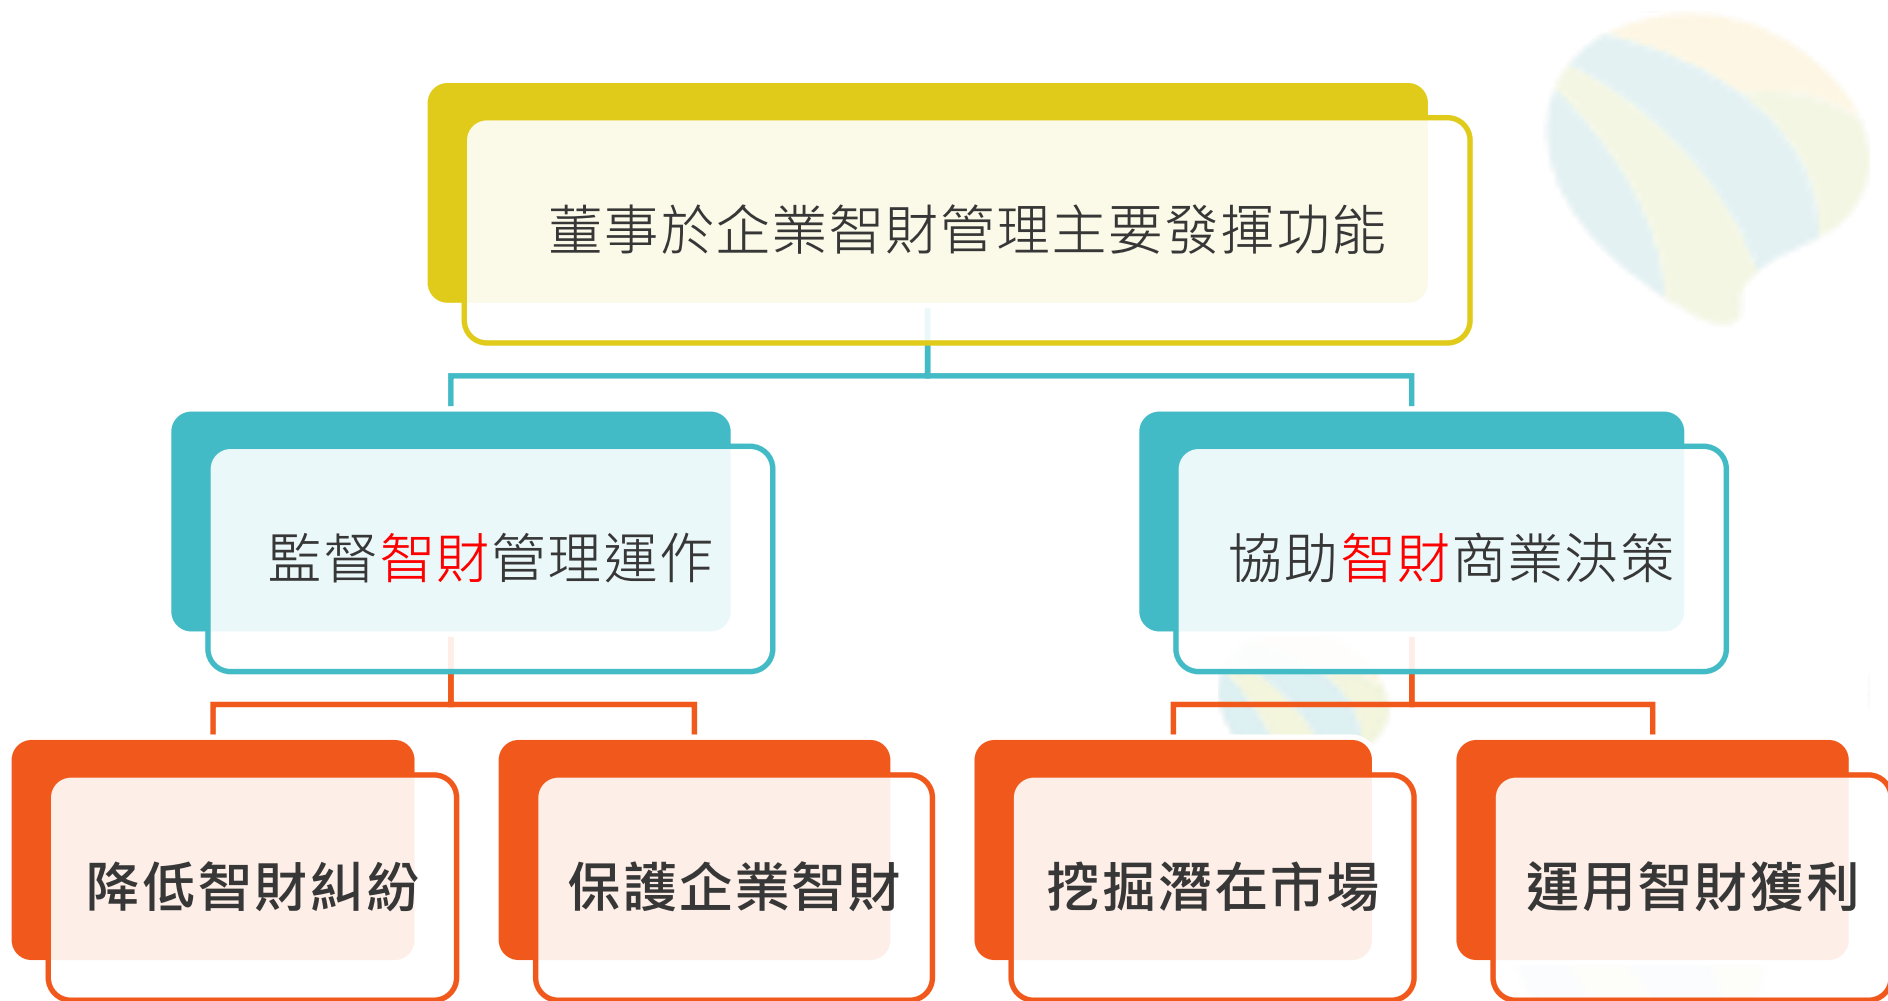 董事於企業智財管理主要發揮功能
監督智財管理運作
協助智財商業決策
降低智財糾紛
保護企業智財
挖掘潛在市場
運用智財獲利